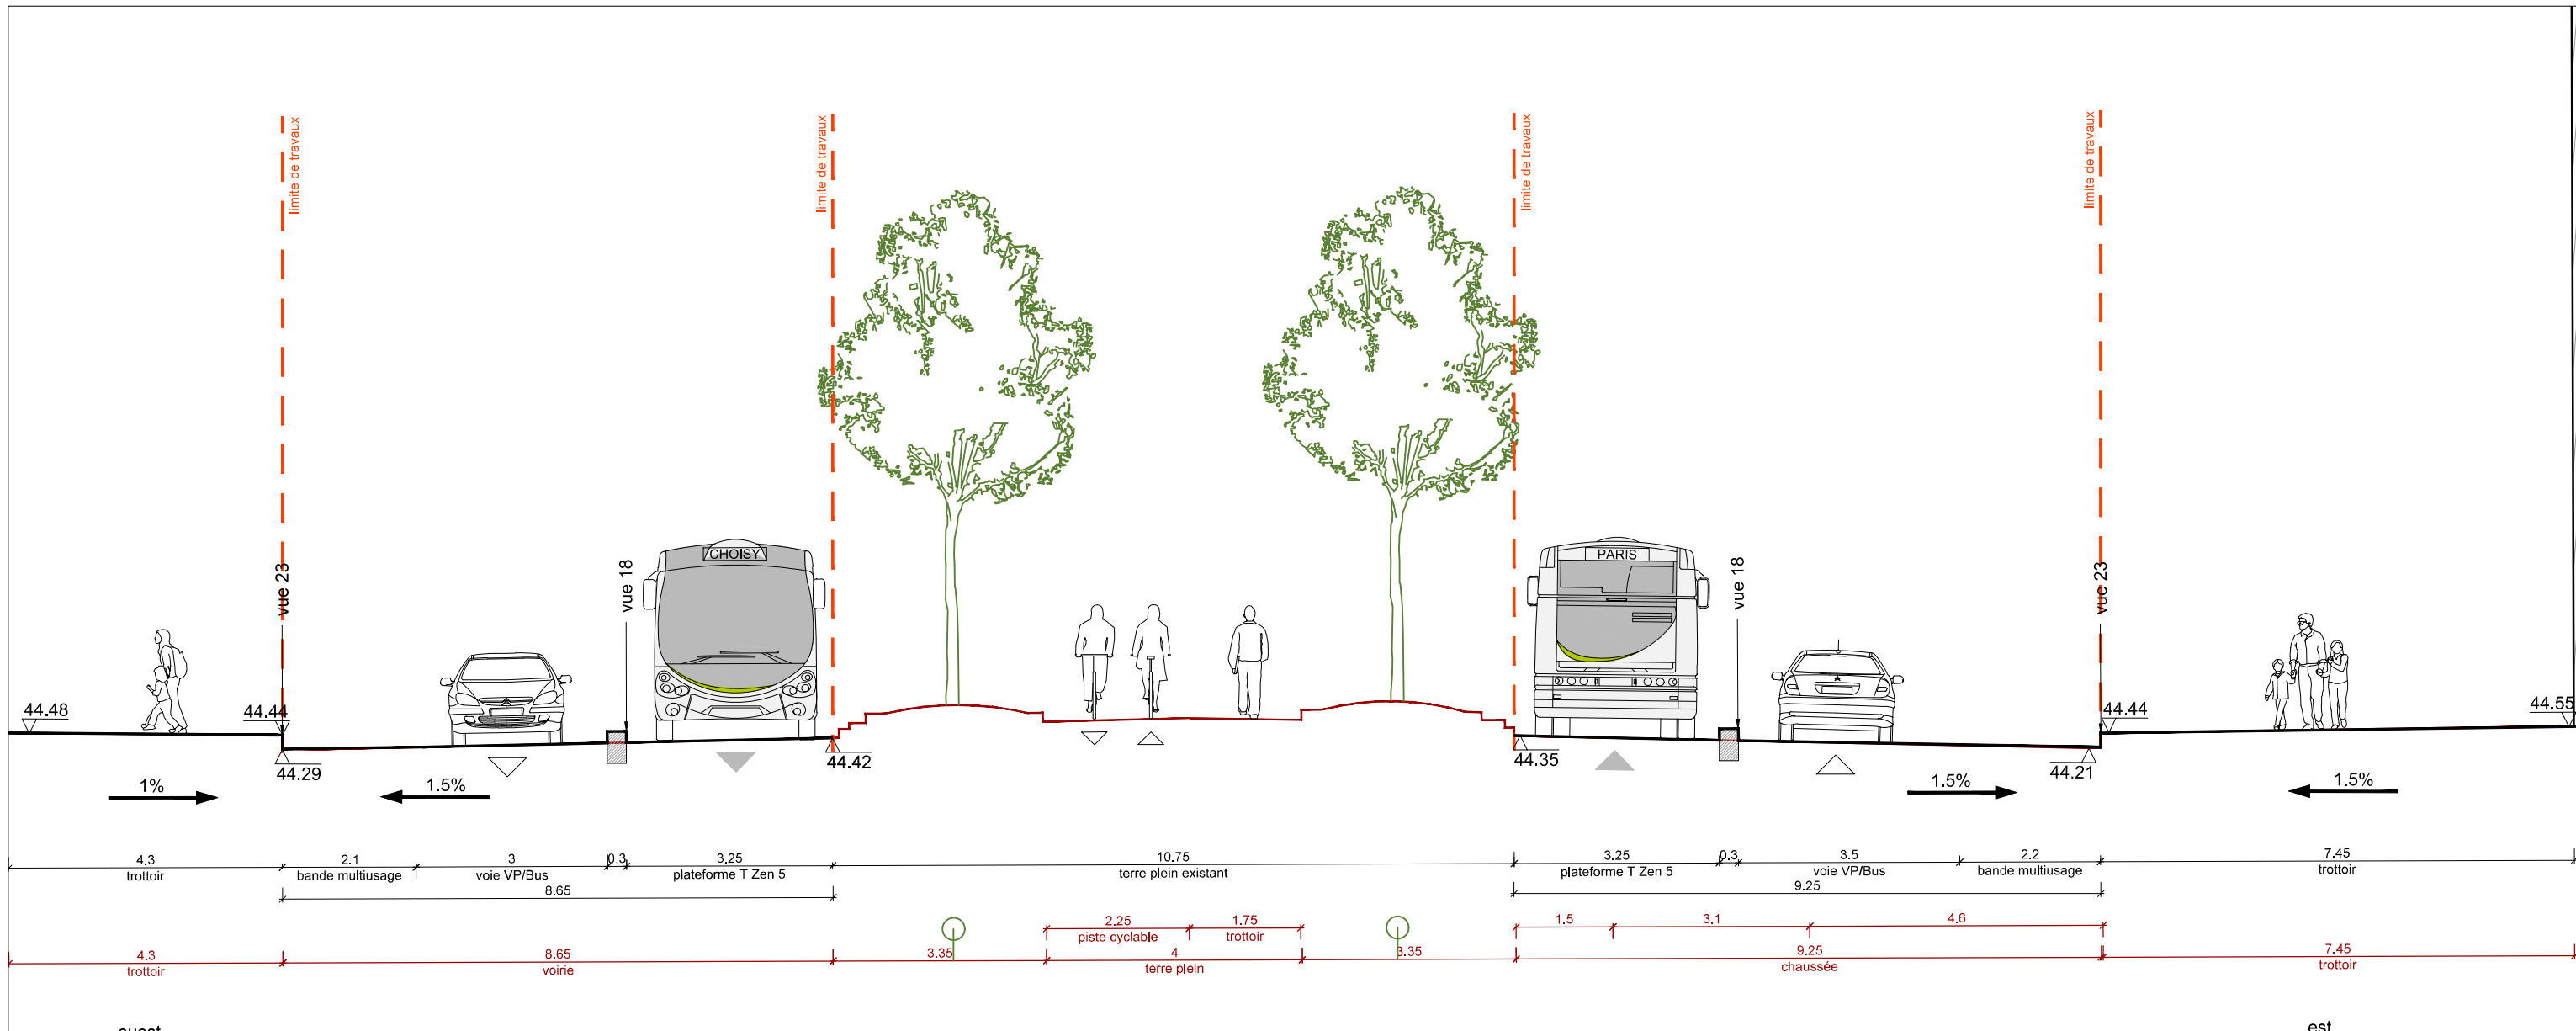 limite de travaux
limite de travaux
limite de travaux
limite de travaux
CHOISY
PARIS
vue 23
vue 18
vue 18
vue 23
44.48
44.44
44.29
44.42
44.35
44.21
44.44
44.55
1%
1.5%
1.5%
1.5%
4.3 2.1 3 0.3 3.25 10.75 3.25 0.3 3.5 2.2 7.45
trottoir bande multiusage voie VP/Bus plateforme T Zen 5 terre plein existant plateforme T Zen 5 voie VP/Bus bande multiusage trottoir
8.65 9.25
2.25 1.75 1.5 3.1 4.6
piste cyclable trottoir
4.3 8.65 3.35 4 3.35 9.25 7.45
trottoir voirie terre plein chaussée trottoir
ouest est